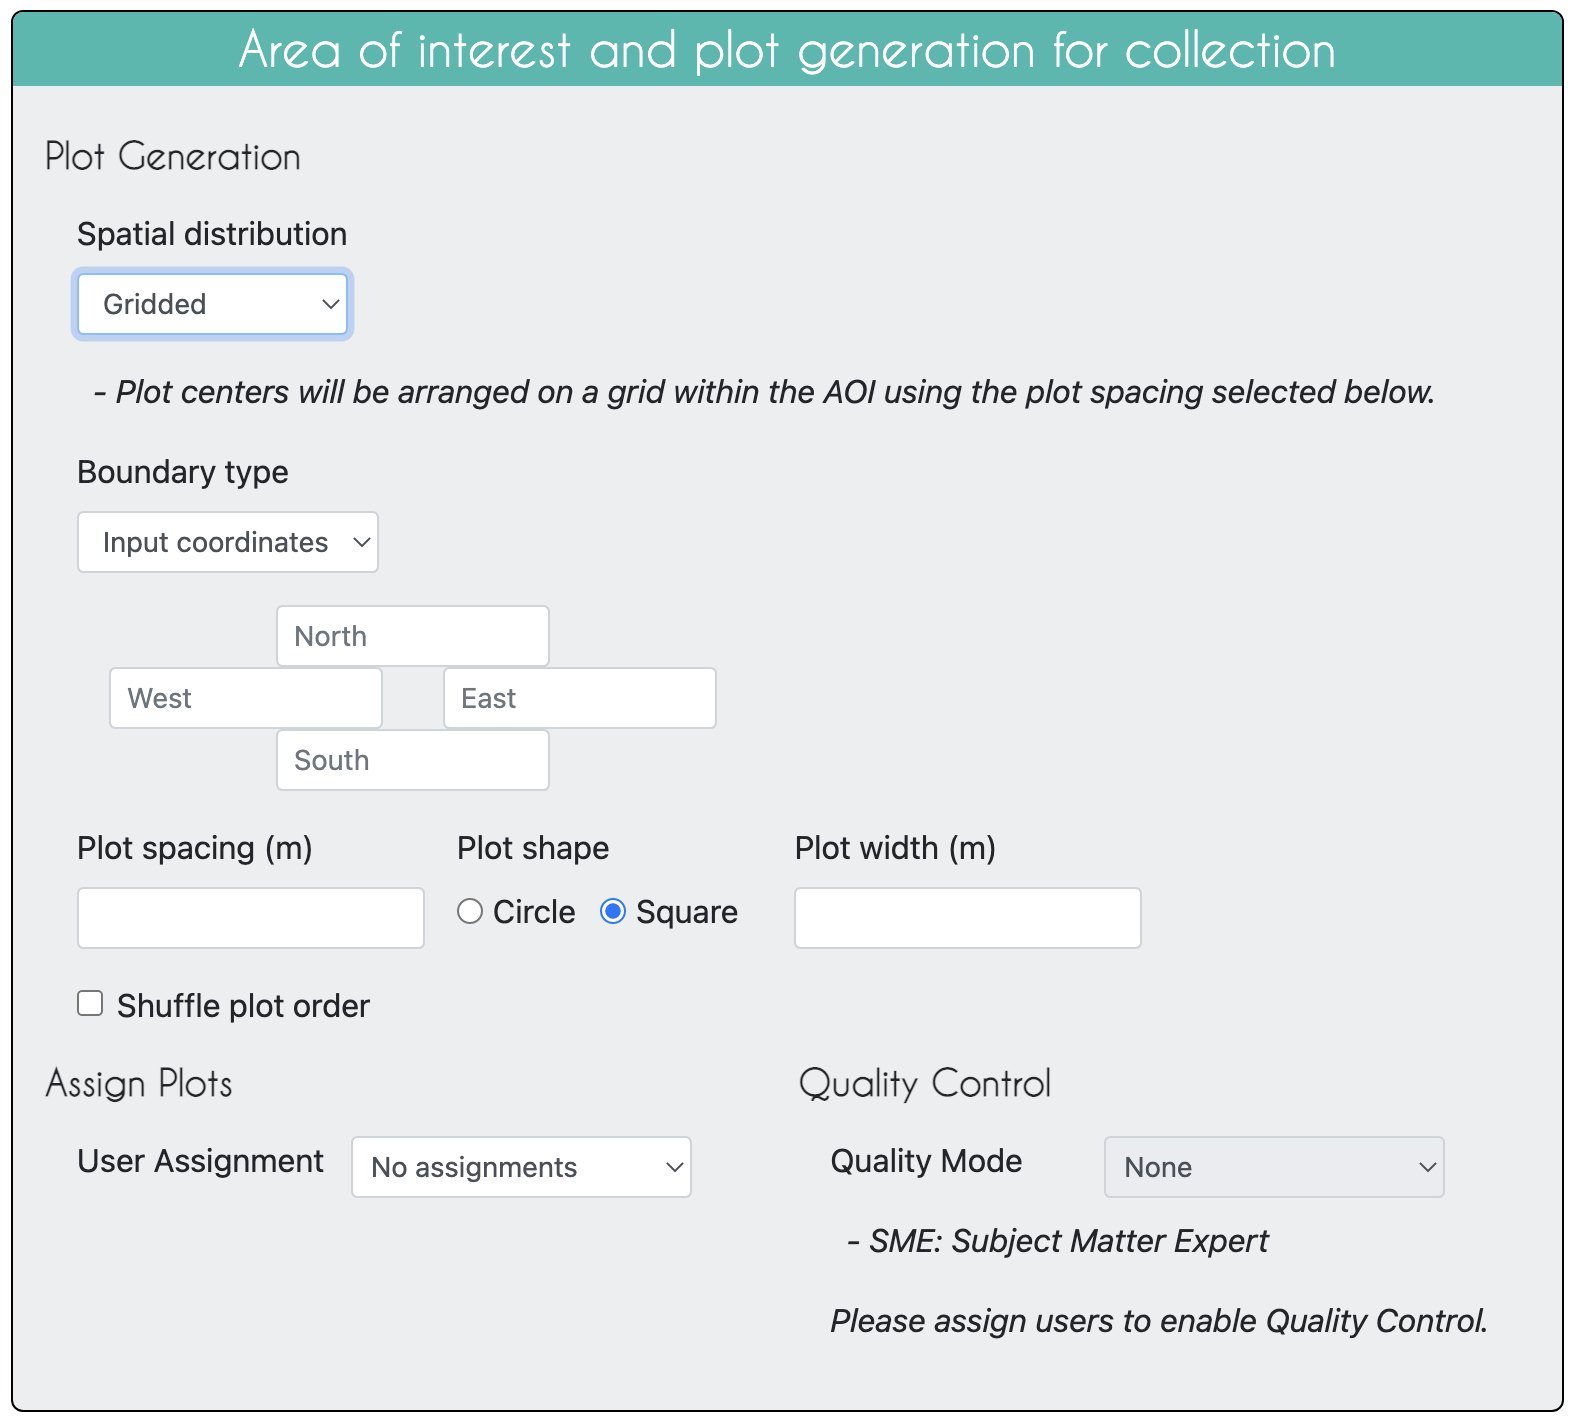 Area of interest and plot generation for collection
Plot Generation
Spatial distribution
Gridded
- Plot centers will be arranged on a grid within the AOI using the plot spacing selected below.
Boundary type
Input coordinates
North
West East
South
Plot spacing (m) Plot shape Plot width (m)
Circle Square
Shuffle plot order
Assign Plots Quality Control
User Assignment No assignments Quality Mode None
- SME: Subject Matter Expert
Please assign users to enable Quality Control.